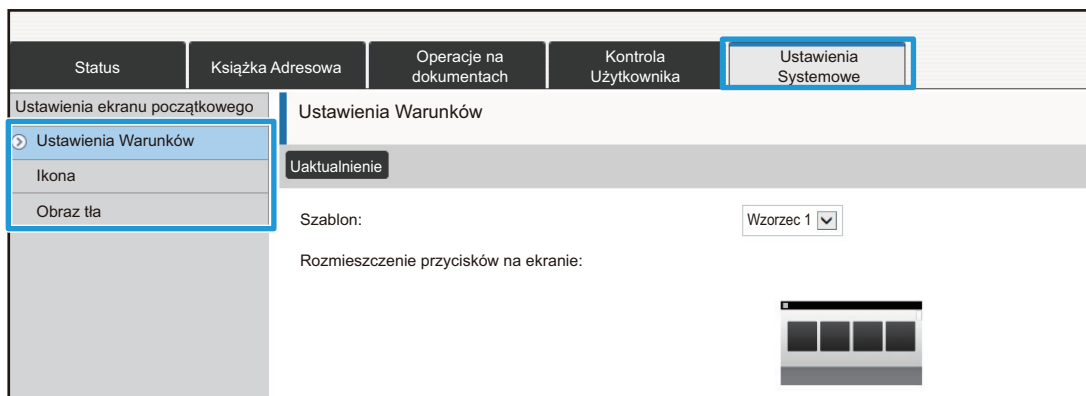 Status
Książka Adresowa
Operacje na
dokumentach
Kontrola
Użytkownika
Ustawienia
Systemowe
Ustawienia ekranu początkowego
Ustawienia Warunków
Ikona
Obraz tła
Ustawienia Warunków
Uaktualnienie
Szablon:
Wzorzec 1
Rozmieszczenie przycisków na ekranie: